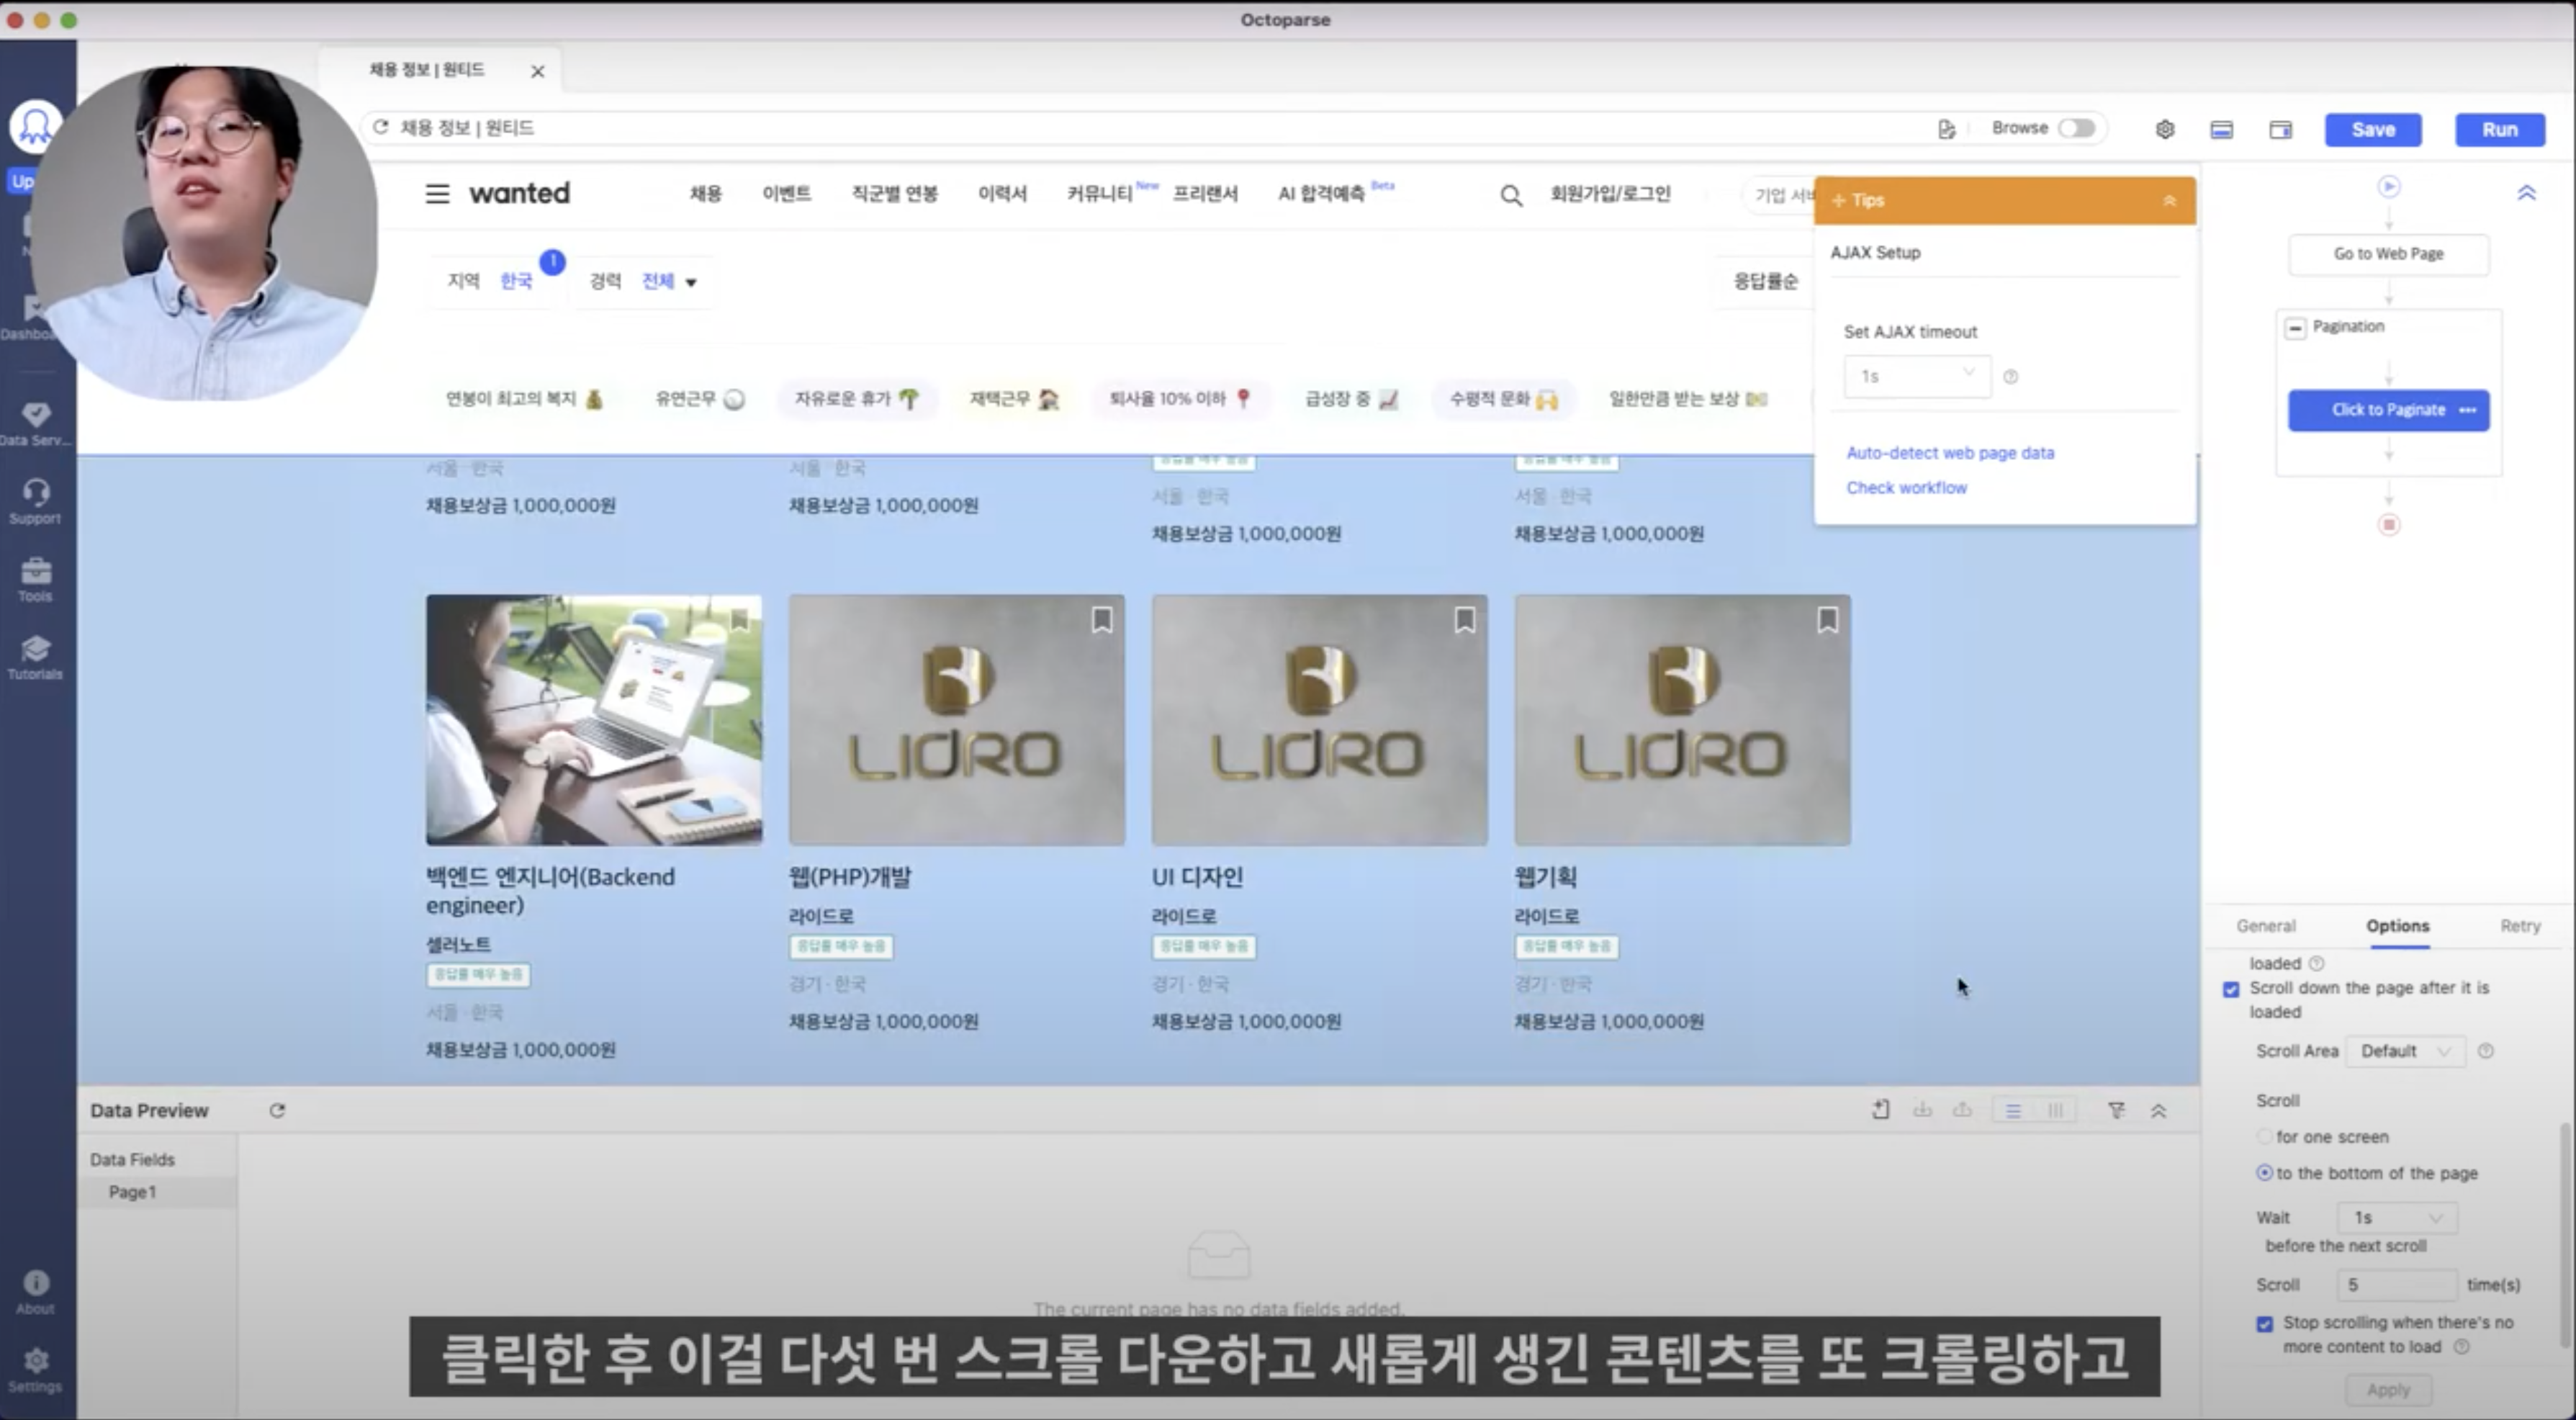 Octoparse
채용 정보 | 원티드
채용 정보 | 원티드
Browse
Save
Run
Up
Dashboa
Data Serv...
Support
Tools
Tutorials
About
Settings
wanted
채용
이벤트
직군별 연봉
이력서
커뮤니티 New
프리랜서
AI 합격예측 Beta
회원가입/로그인
기업 서비
지역 한국 1
경력 전체
응답률순
연봉이 최고의 복지
유연근무
자유로운 휴가
재택근무
퇴사율 10% 이하
급성장 중
수평적 문화
일한만큼 받는 보상
Tips
AJAX Setup
Set AJAX timeout
1s
Auto-detect web page data
Check workflow
서울 · 한국
채용보상금 1,000,000원
서울 · 한국
채용보상금 1,000,000원
서울 · 한국
채용보상금 1,000,000원
서울 · 한국
채용보상금 1,000,000원
백엔드 엔지니어(Backend
engineer)
셀러노트
응답률 매우 높음
서울 · 한국
채용보상금 1,000,000원
LIDRO
웹(PHP)개발
라이드로
응답률 매우 높음
경기 · 한국
채용보상금 1,000,000원
LIDRO
UI 디자인
라이드로
응답률 매우 높음
경기 · 한국
채용보상금 1,000,000원
LIDRO
웹기획
라이드로
응답률 매우 높음
경기 · 한국
채용보상금 1,000,000원
Go to Web Page
Pagination
Click to Paginate
General
Options
Retry
loaded
Scroll down the page after it is
loaded
Scroll Area Default
Scroll
for one screen
to the bottom of the page
Wait 1s
before the next scroll
Scroll 5 time(s)
Stop scrolling when there's no
more content to load
Apply
Data Preview
Data Fields
Page1
The current page has no data fields added.
클릭한 후 이걸 다섯 번 스크롤 다운하고 새롭게 생긴 콘텐츠를 또 크롤링하고